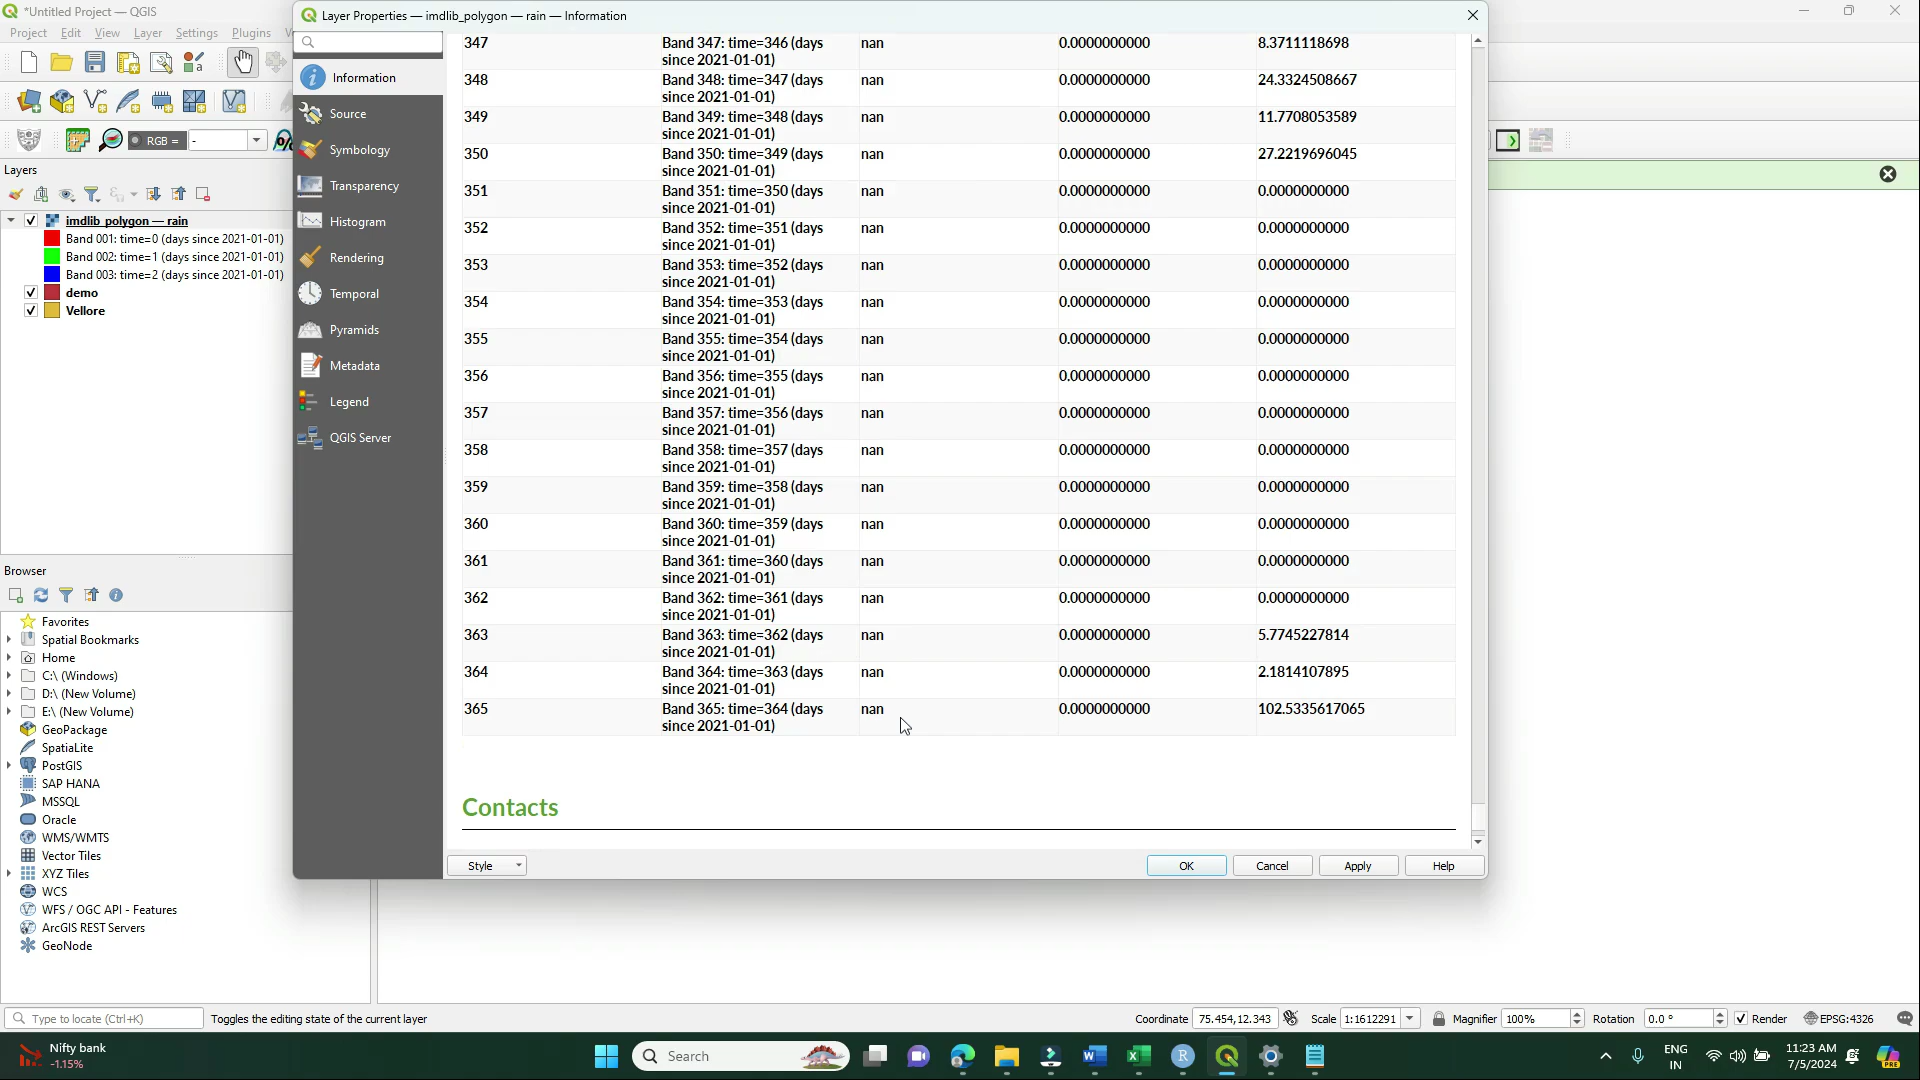 *Untitled Project — QGIS
Project Edit View Layer Settings Plugins
RGB = -
Layers
imdlib_polygon — rain
Band 001: time=0 (days since 2021-01-01)
Band 002: time=1 (days since 2021-01-01)
Band 003: time=2 (days since 2021-01-01)
demo
Vellore
Browser
Favorites
Spatial Bookmarks
Home
C:\ (Windows)
D:\ (New Volume)
E:\ (New Volume)
GeoPackage
SpatiaLite
PostGIS
SAP HANA
MSSQL
Oracle
WMS/WMTS
Vector Tiles
XYZ Tiles
WCS
WFS / OGC API - Features
ArcGIS REST Servers
GeoNode
Layer Properties — imdlib_polygon — rain — Information
Information
Source
Symbology
Transparency
Histogram
Rendering
Temporal
Pyramids
Metadata
Legend
QGIS Server
347 Band 347: time=346 (days nan 0.0000000000 8.3711118698
since 2021-01-01)
348 Band 348: time=347 (days nan 0.0000000000 24.3324508667
since 2021-01-01)
349 Band 349: time=348 (days nan 0.0000000000 11.7708053589
since 2021-01-01)
350 Band 350: time=349 (days nan 0.0000000000 27.2219696045
since 2021-01-01)
351 Band 351: time=350 (days nan 0.0000000000 0.0000000000
since 2021-01-01)
352 Band 352: time=351 (days nan 0.0000000000 0.0000000000
since 2021-01-01)
353 Band 353: time=352 (days nan 0.0000000000 0.0000000000
since 2021-01-01)
354 Band 354: time=353 (days nan 0.0000000000 0.0000000000
since 2021-01-01)
355 Band 355: time=354 (days nan 0.0000000000 0.0000000000
since 2021-01-01)
356 Band 356: time=355 (days nan 0.0000000000 0.0000000000
since 2021-01-01)
357 Band 357: time=356 (days nan 0.0000000000 0.0000000000
since 2021-01-01)
358 Band 358: time=357 (days nan 0.0000000000 0.0000000000
since 2021-01-01)
359 Band 359: time=358 (days nan 0.0000000000 0.0000000000
since 2021-01-01)
360 Band 360: time=359 (days nan 0.0000000000 0.0000000000
since 2021-01-01)
361 Band 361: time=360 (days nan 0.0000000000 0.0000000000
since 2021-01-01)
362 Band 362: time=361 (days nan 0.0000000000 0.0000000000
since 2021-01-01)
363 Band 363: time=362 (days nan 0.0000000000 5.7745227814
since 2021-01-01)
364 Band 364: time=363 (days nan 0.0000000000 2.1814107895
since 2021-01-01)
365 Band 365: time=364 (days nan 0.0000000000 102.5335617065
since 2021-01-01)
Contacts
Style OK Cancel Apply Help
Type to locate (Ctrl+K) Toggles the editing state of the current layer Coordinate 75.454,12.343 Scale 1:1612291 Magnifier 100% Rotation 0.0 ° Render EPSG:4326
Nifty bank
-1.15%
Search
ENG
IN
11:23 AM
7/5/2024